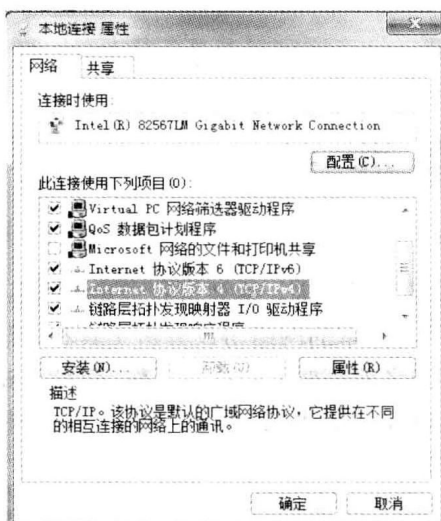 本地连接 属性
网络 共享
连接时使用:
Intel(R) 82567LM Gigabit Network Connection
配置(C)...
此连接使用下列项目(O):
Virtual PC 网络筛选器驱动程序
QoS 数据包计划程序
Microsoft 网络的文件和打印机共享
Internet 协议版本 6 (TCP/IPv6)
Internet 协议版本 4 (TCP/IPv4)
链路层拓扑发现映射器 I/O 驱动程序
安装(N)... 卸载(U) 属性(R)
描述
TCP/IP。该协议是默认的广域网络协议，它提供在不同
的相互连接的网络上的通讯。
确定 取消